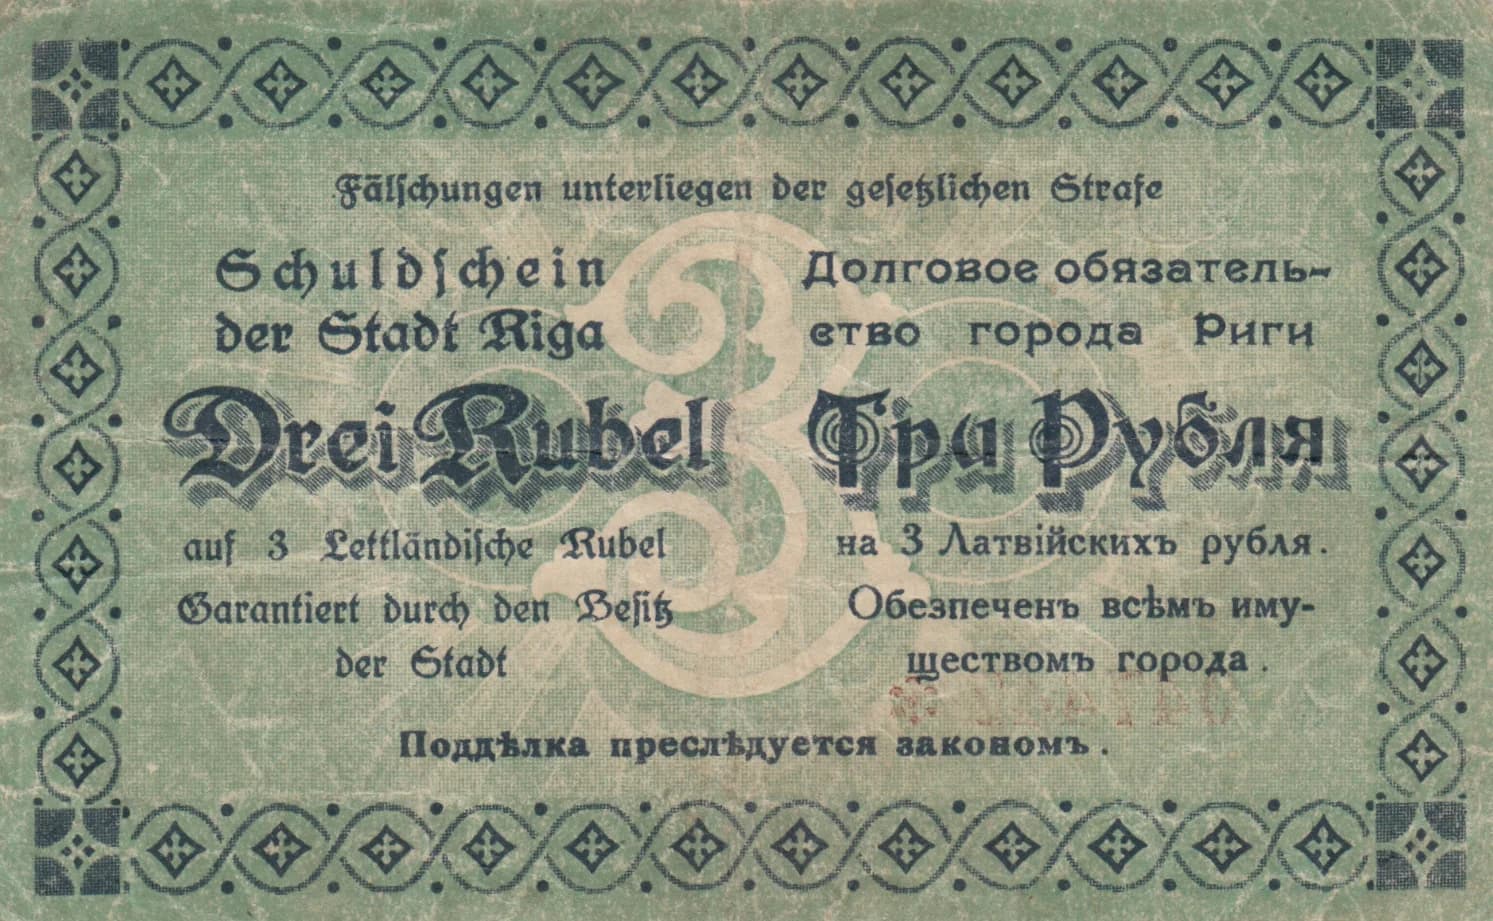 Fälschungen unterliegen der gesetzlichen Strafe
Schuldschein
der Stadt Riga
Drei Rubel
auf 3 Lettländische Rubel
Garantiert durch den Besitz
der Stadt
Долговое обязатель-
ство города Риги
Три Рубля
на 3 Латвійскихъ рубля.
Обезпеченъ всѣмъ иму-
ществомъ города.
Поддѣлка преслѣдуется закономъ.
3